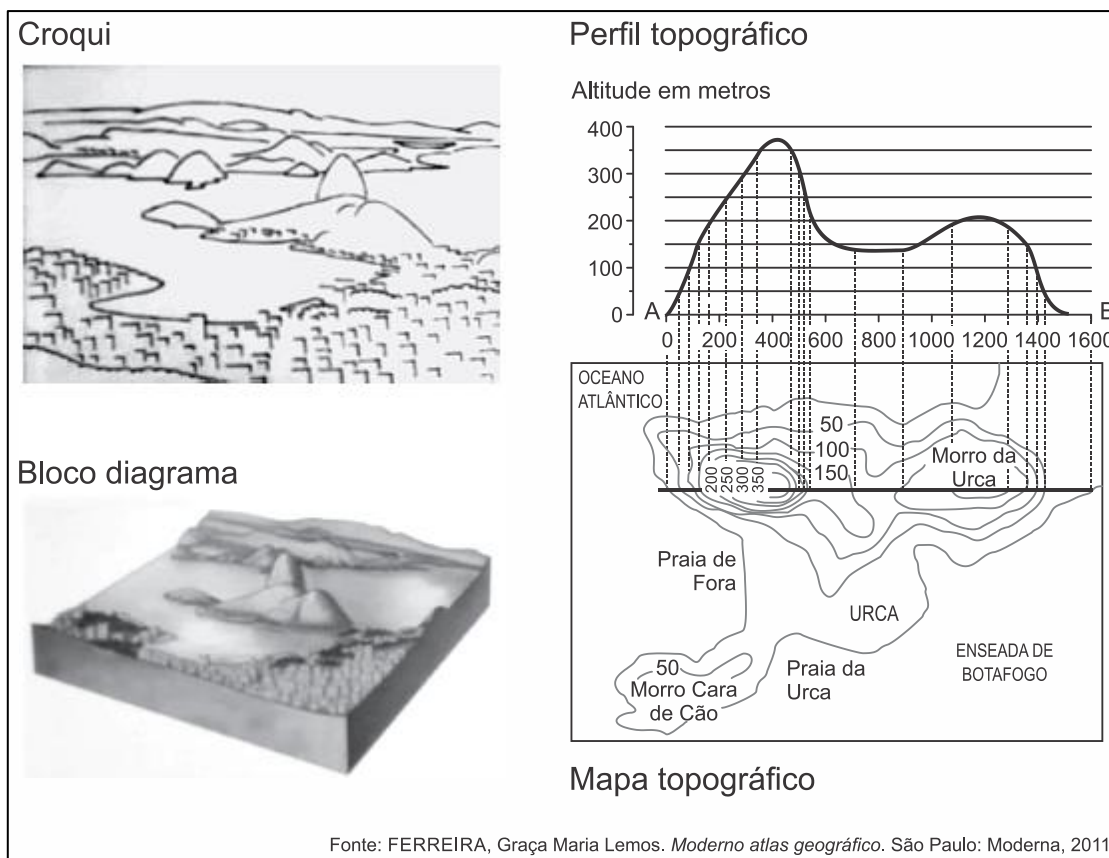 Croqui
Perfil topográfico
Altitude em metros
400
300
200
100
0
A
B
0 200 400 600 800 1000 1200 1400 1600
OCEANO
ATLÂNTICO
50
100
150
200
250
300
350
Morro da
Urca
Praia de
Fora
URCA
ENSEADA DE
BOTAFOGO
Praia da
Urca
50
Morro Cara
de Cão
Mapa topográfico
Bloco diagrama
Fonte: FERREIRA, Graça Maria Lemos. Moderno atlas geográfico. São Paulo: Moderna, 2011